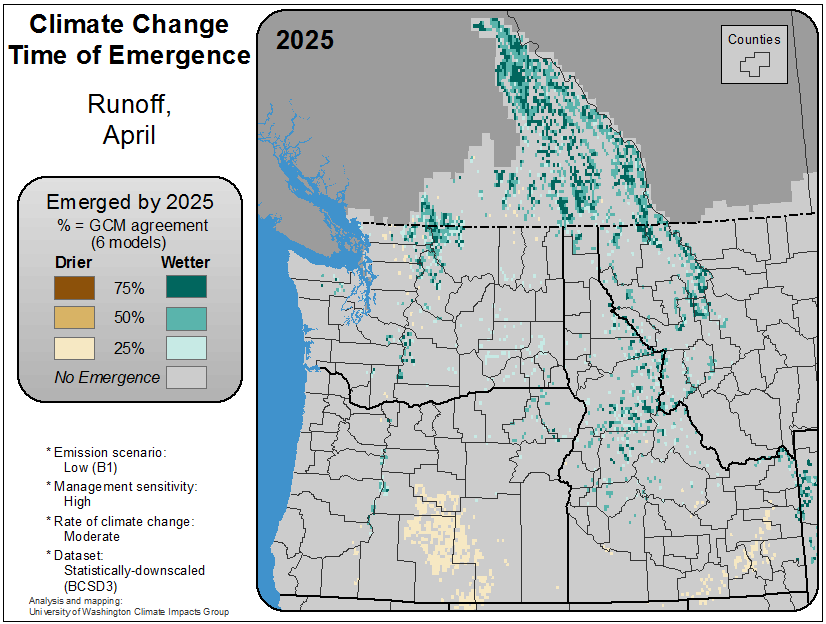 Climate Change
Time of Emergence
Runoff,
April
Emerged by 2025
% = GCM agreement
(6 models)
Drier Wetter
75%
50%
25%
No Emergence
* Emission scenario:
Low (B1)
* Management sensitivity:
High
* Rate of climate change:
Moderate
* Dataset:
Statistically-downscaled
(BCSD3)
Analysis and mapping:
University of Washington Climate Impacts Group
2025
Counties